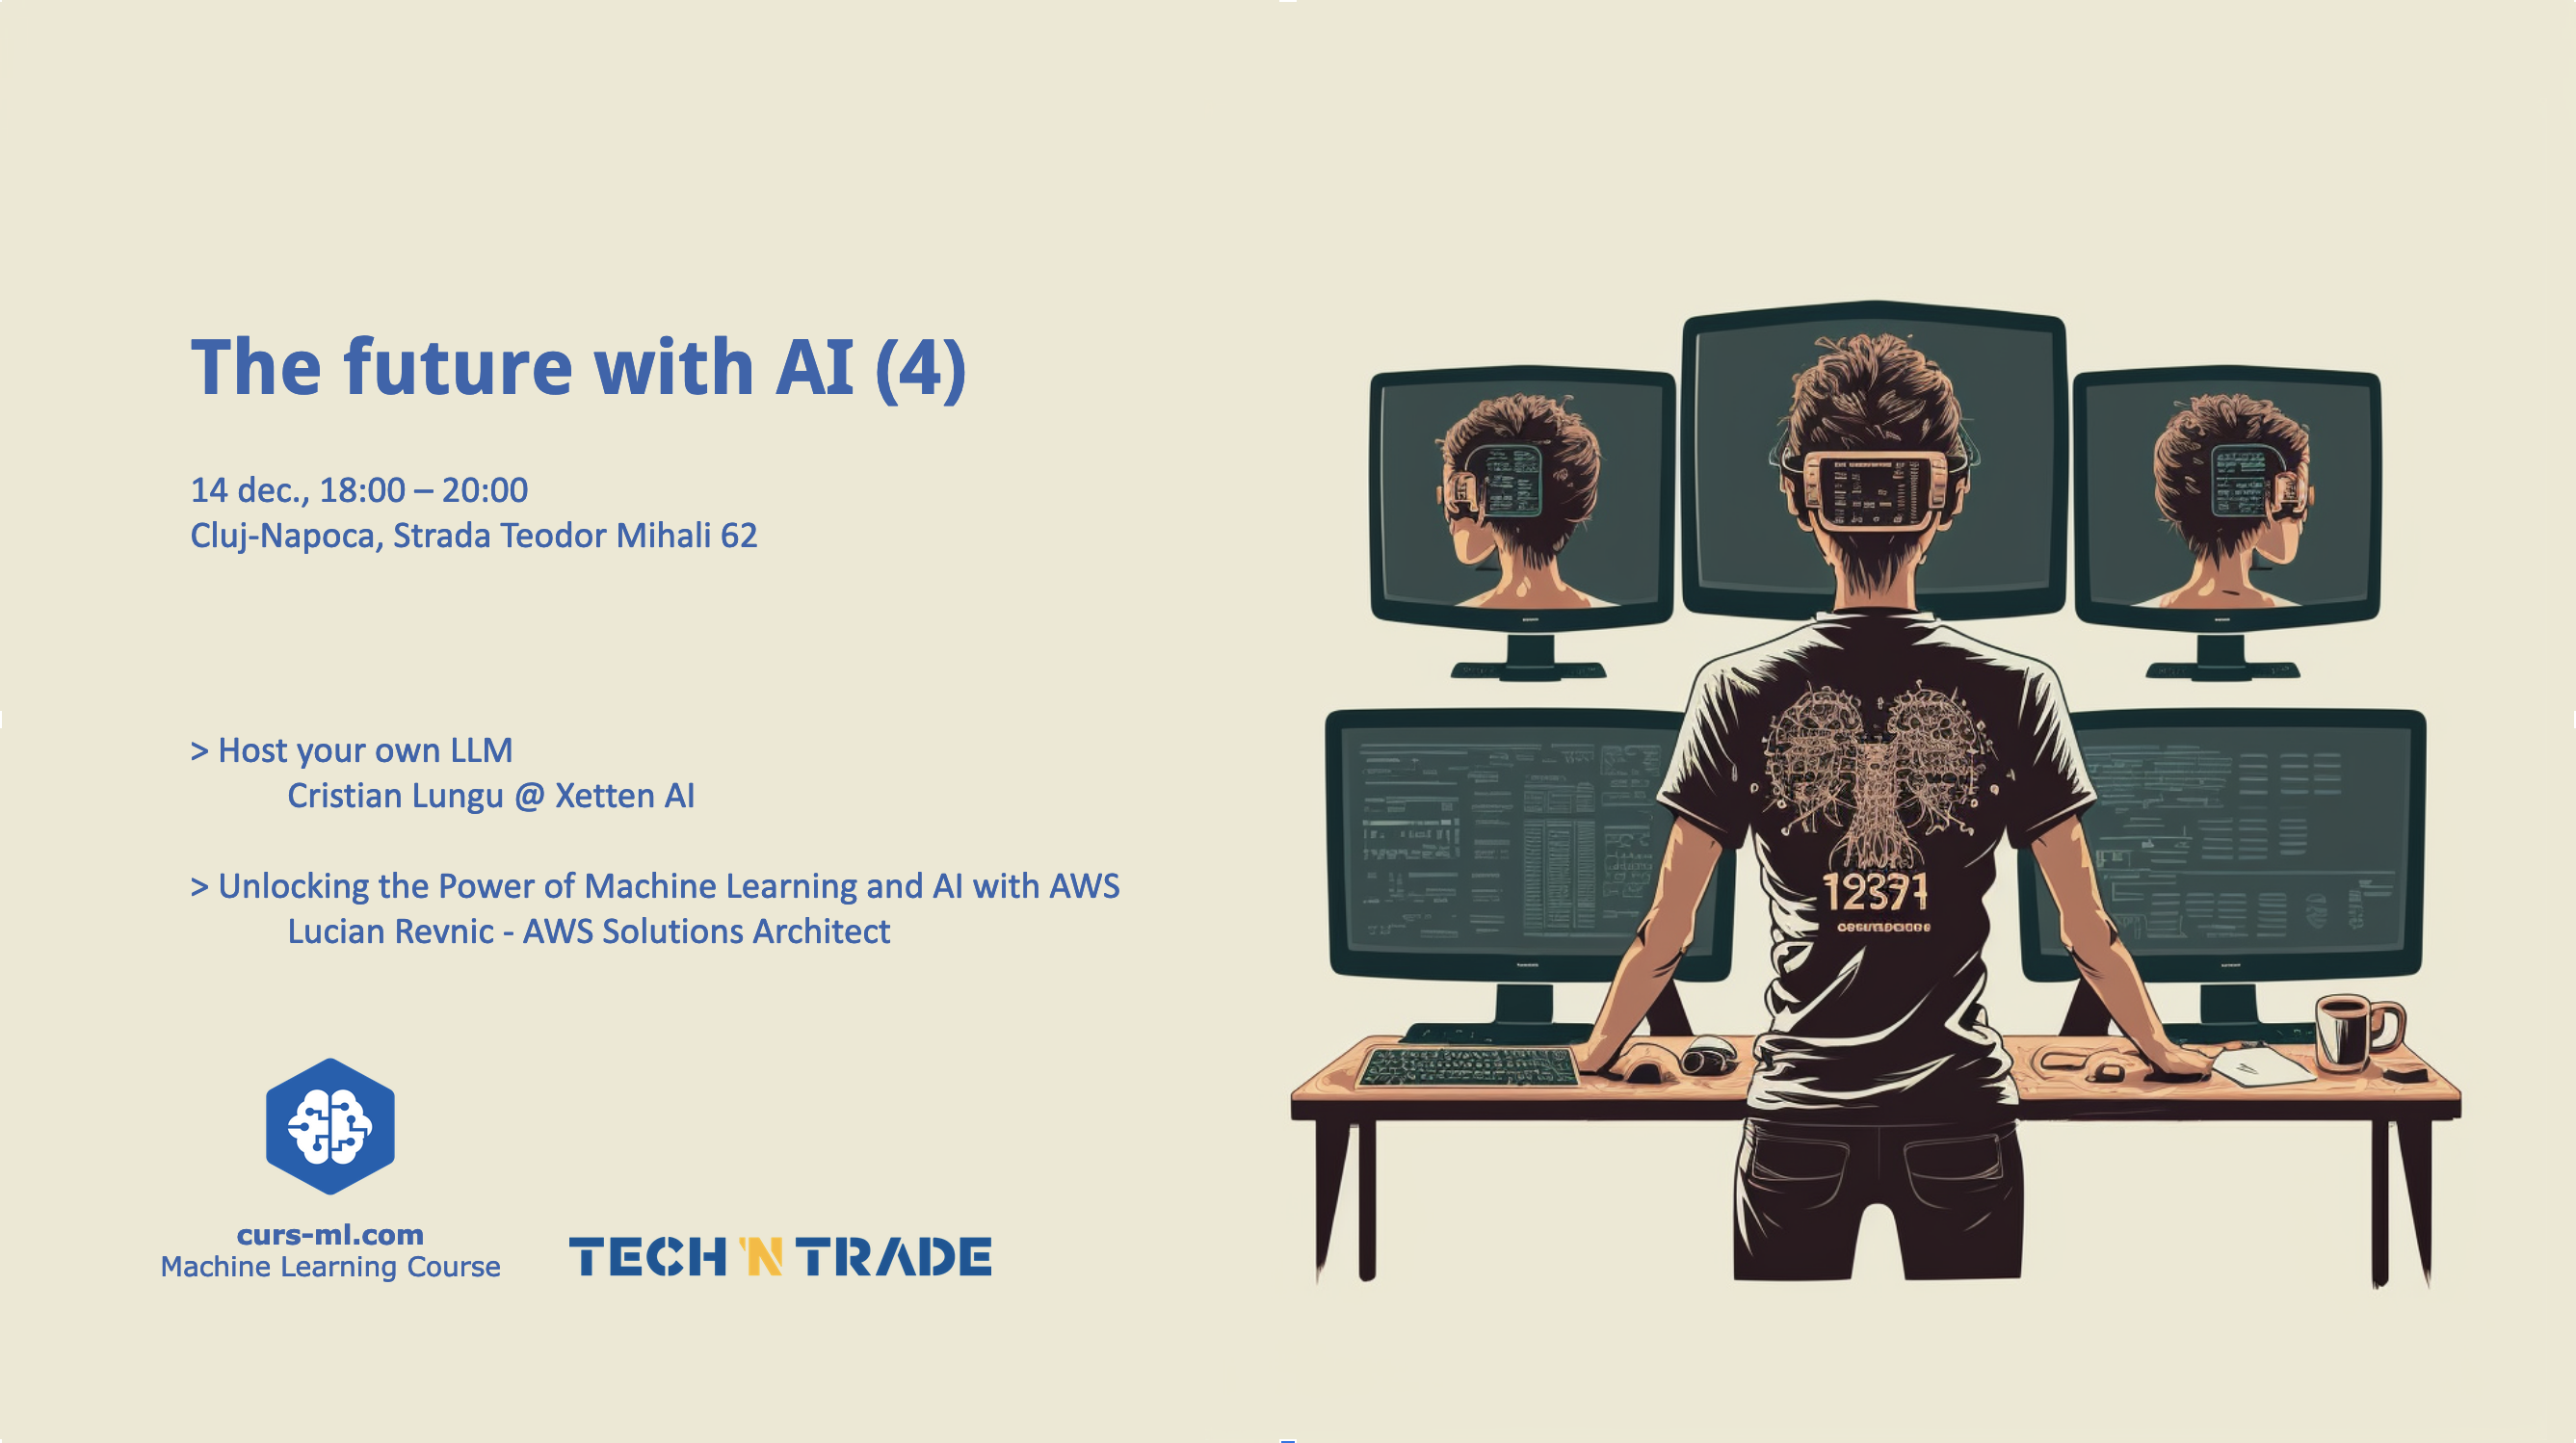 The future with AI (4)
14 dec., 18:00 – 20:00
Cluj-Napoca, Strada Teodor Mihali 62
> Host your own LLM
Cristian Lungu @ Xetten AI
> Unlocking the Power of Machine Learning and AI with AWS
Lucian Revnic - AWS Solutions Architect
curs-ml.com
Machine Learning Course
TECH 'N TRADE
12371